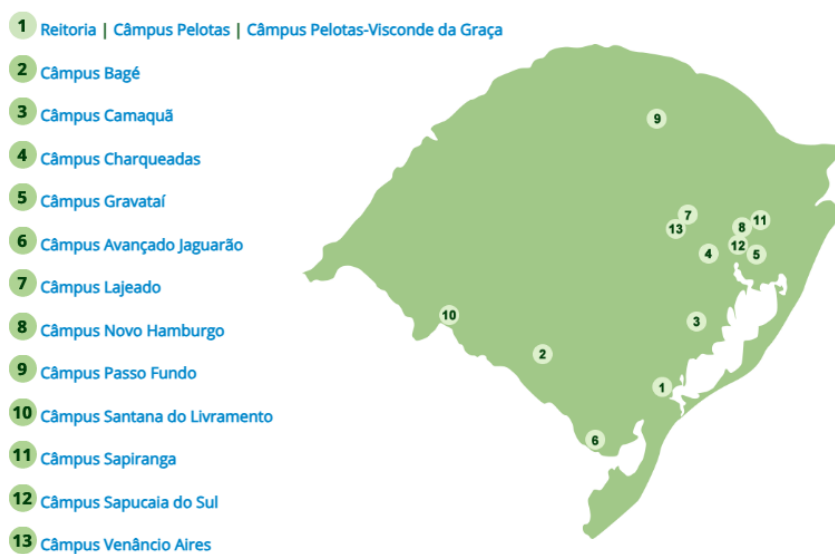 1 Reitoria | Câmpus Pelotas | Câmpus Pelotas-Visconde da Graça
2 Câmpus Bagé
3 Câmpus Camaquã
4 Câmpus Charqueadas
5 Câmpus Gravataí
6 Câmpus Avançado Jaguarão
7 Câmpus Lajeado
8 Câmpus Novo Hamburgo
9 Câmpus Passo Fundo
10 Câmpus Santana do Livramento
11 Câmpus Sapiranga
12 Câmpus Sapucaia do Sul
13 Câmpus Venâncio Aires
9
7
11
8
13
12
4
5
10
3
2
1
6